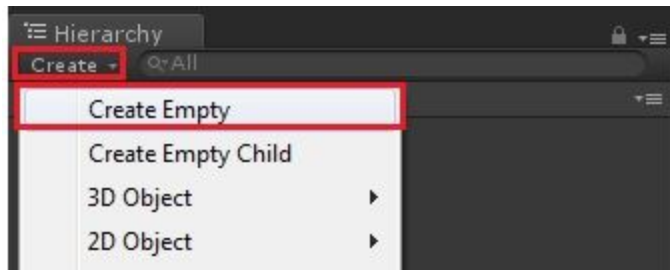 Hierarchy
Create All
Create Empty
Create Empty Child
3D Object
2D Object